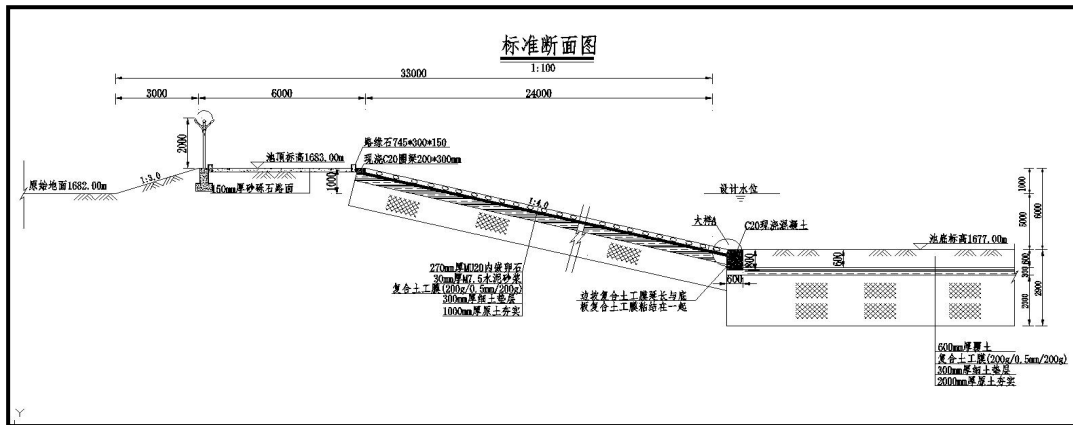 标准断面图
1:100
33000
3000
6000
24000
2000
路缘石745*300*150
现浇C20圈梁200*300mm
池顶标高1683.00m
原始地面1682.00m
1:3.0
150mm厚砂砾石路面
1000
1:4.0
设计水位
大样A
C20现浇混凝土
池底标高1677.00m
1000
5000
6000
800
600
600
300
600
2000
2900
270mm厚MU20内嵌卵石
30mm厚M7.5水泥砂浆
复合土工膜(200g/0.5mm/200g)
300mm厚细土垫层
1000mm厚原土夯实
边坡复合土工膜延长与底
板复合土工膜粘结在一起
600mm厚覆土
复合土工膜(200g/0.5mm/200g)
300mm厚细土垫层
2000mm厚原土夯实
Y